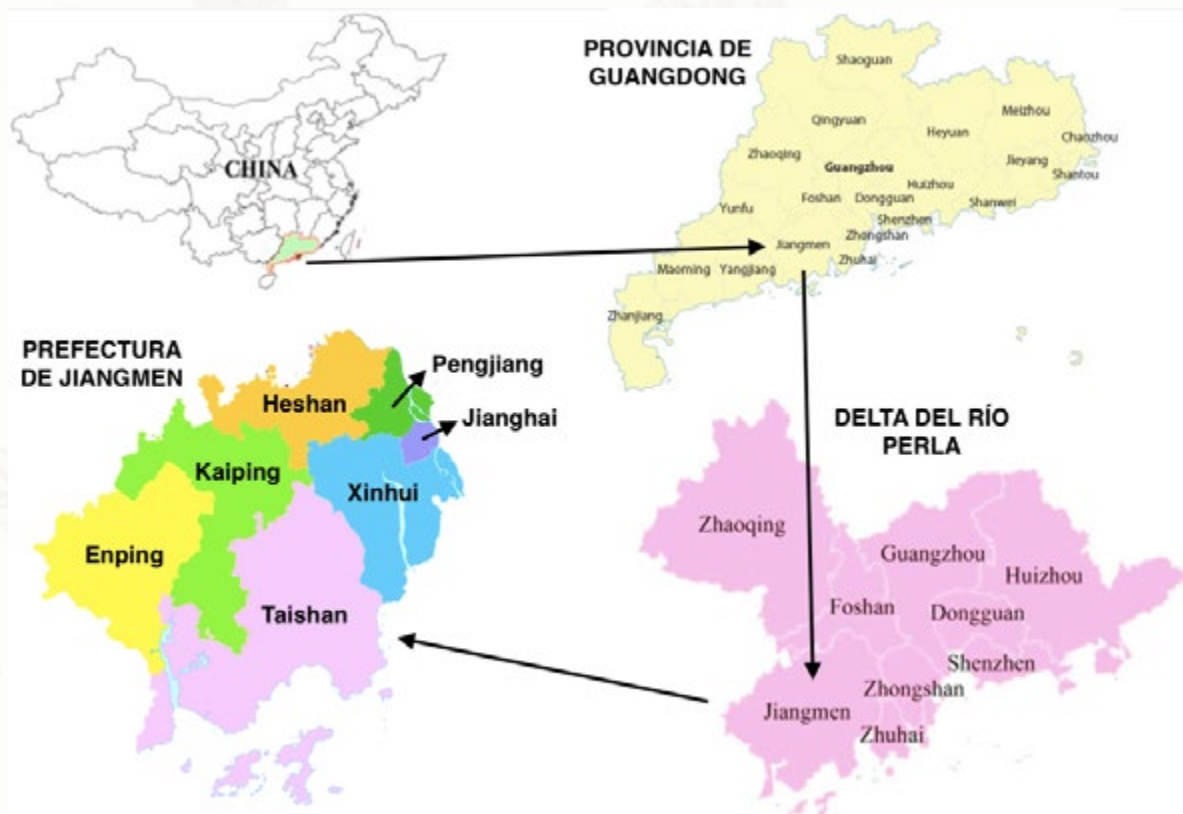 CHINA
PROVINCIA DE
GUANGDONG
Shaoguan
Meizhou
Qingyuan
Heyuan
Chaozhou
Zhaoqing
Guangzhou
Jieyang
Shantou
Huizhou
Foshan
Dongguan
Shanwei
Yunfu
Shenzhen
Jiangmen
Zhongshan
Zhuhai
Maoming
Yangjiang
Zhanjiang
PREFECTURA
DE JIANGMEN
Pengjiang
Heshan
Jianghai
Kaiping
Xinhui
Enping
Taishan
DELTA DEL RÍO
PERLA
Zhaoqing
Guangzhou
Huizhou
Foshan
Dongguan
Shenzhen
Zhongshan
Jiangmen
Zhuhai